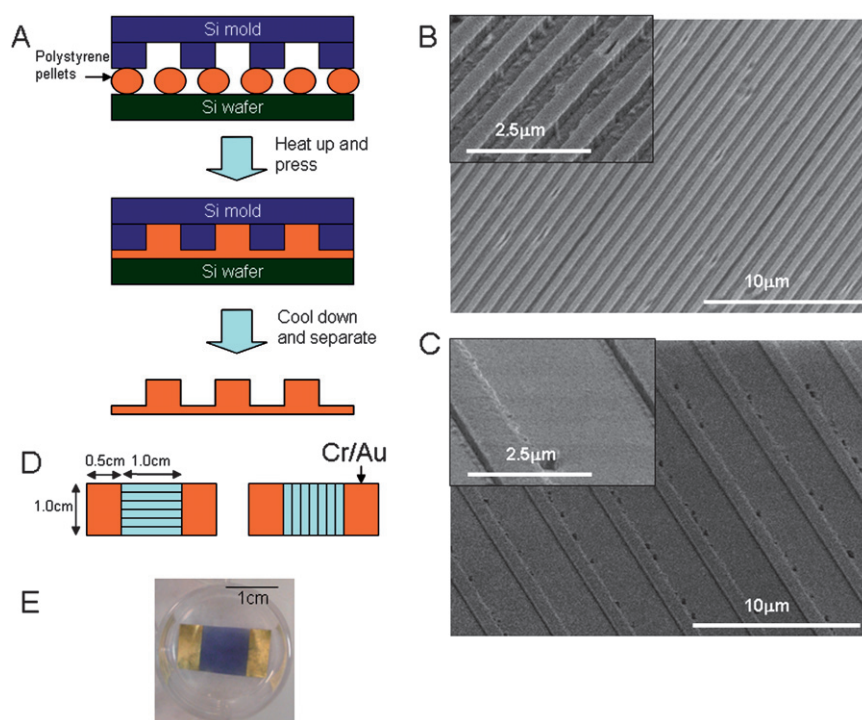 A
Si mold
Polystyrene
pellets
Si wafer
Heat up and
press
Si mold
Si wafer
Cool down
and separate
B
2.5μm
10μm
C
2.5μm
10μm
D
0.5cm 1.0cm
Cr/Au
1.0cm
E
1cm